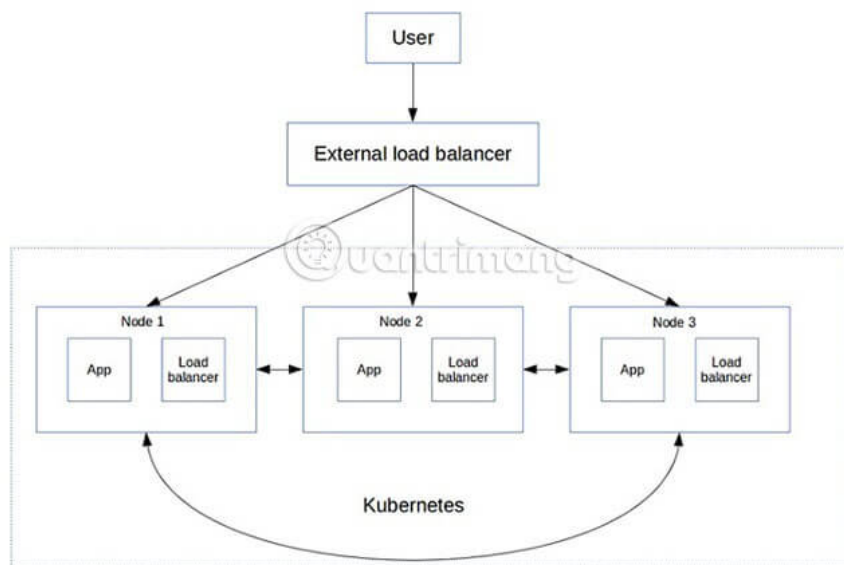 User
External load balancer
Quantrimang
Node 1
Node 2
Node 3
App
Load
balancer
App
Load
balancer
App
Load
balancer
Kubernetes